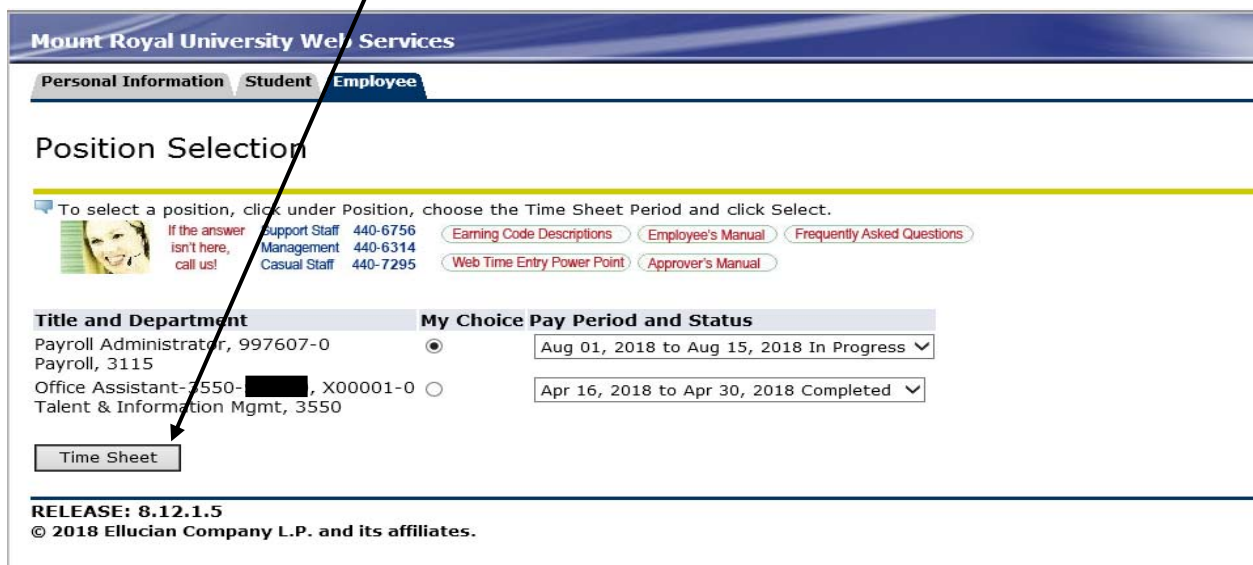 Mount Royal University Web Services
Personal Information Student Employee
Position Selection
To select a position, click under Position, choose the Time Sheet Period and click Select.
If the answer isn't here, call us!
Support Staff 440-6756
Management 440-6314
Casual Staff 440-7295
Earning Code Descriptions Employee's Manual Frequently Asked Questions
Web Time Entry Power Point Approver's Manual
Title and Department My Choice Pay Period and Status
Payroll Administrator, 997607-0 Aug 01, 2018 to Aug 15, 2018 In Progress
Payroll, 3115
Office Assistant-3550- , X00001-0 Apr 16, 2018 to Apr 30, 2018 Completed
Talent & Information Mgmt, 3550
Time Sheet
RELEASE: 8.12.1.5
© 2018 Ellucian Company L.P. and its affiliates.